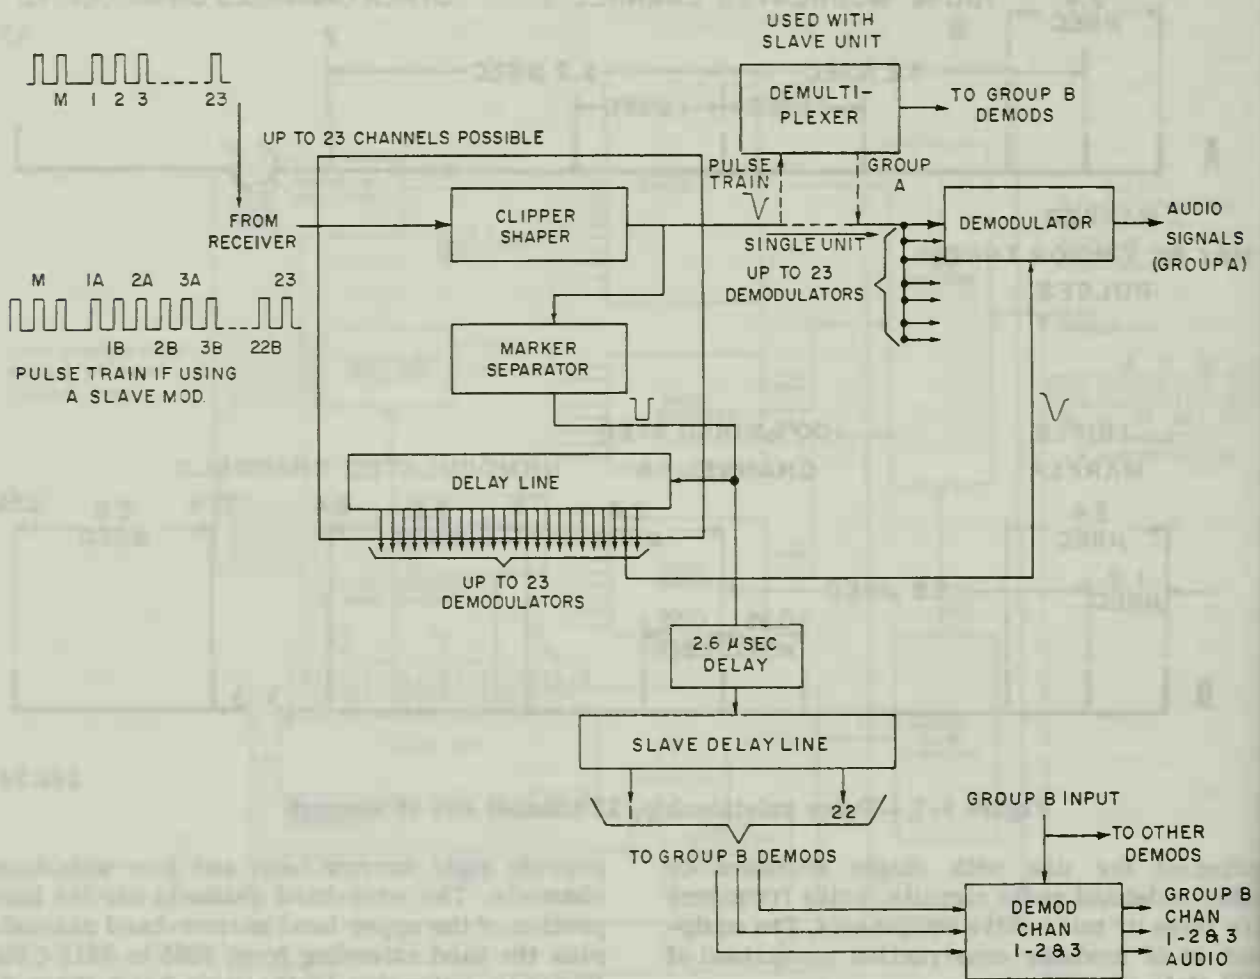 USED WITH
SLAVE UNIT
DEMULTI-
PLEXER
TO GROUP B
DEMODS
M 1 2 3 23
UP TO 23 CHANNELS POSSIBLE
PULSE
TRAIN
GROUP
A
FROM
RECEIVER
CLIPPER
SHAPER
DEMODULATOR
AUDIO
SIGNALS
(GROUP A)
SINGLE UNIT
UP TO 23
DEMODULATORS
M 1A 2A 3A 23
1B 2B 3B 22B
PULSE TRAIN IF USING
A SLAVE MOD.
MARKER
SEPARATOR
DELAY LINE
UP TO 23
DEMODULATORS
2.6 μSEC
DELAY
SLAVE DELAY LINE
1 22
TO GROUP B DEMODS
GROUP B INPUT
TO OTHER
DEMODS
DEMOD
CHAN
1-2 & 3
GROUP B
CHAN
1-2 & 3
AUDIO